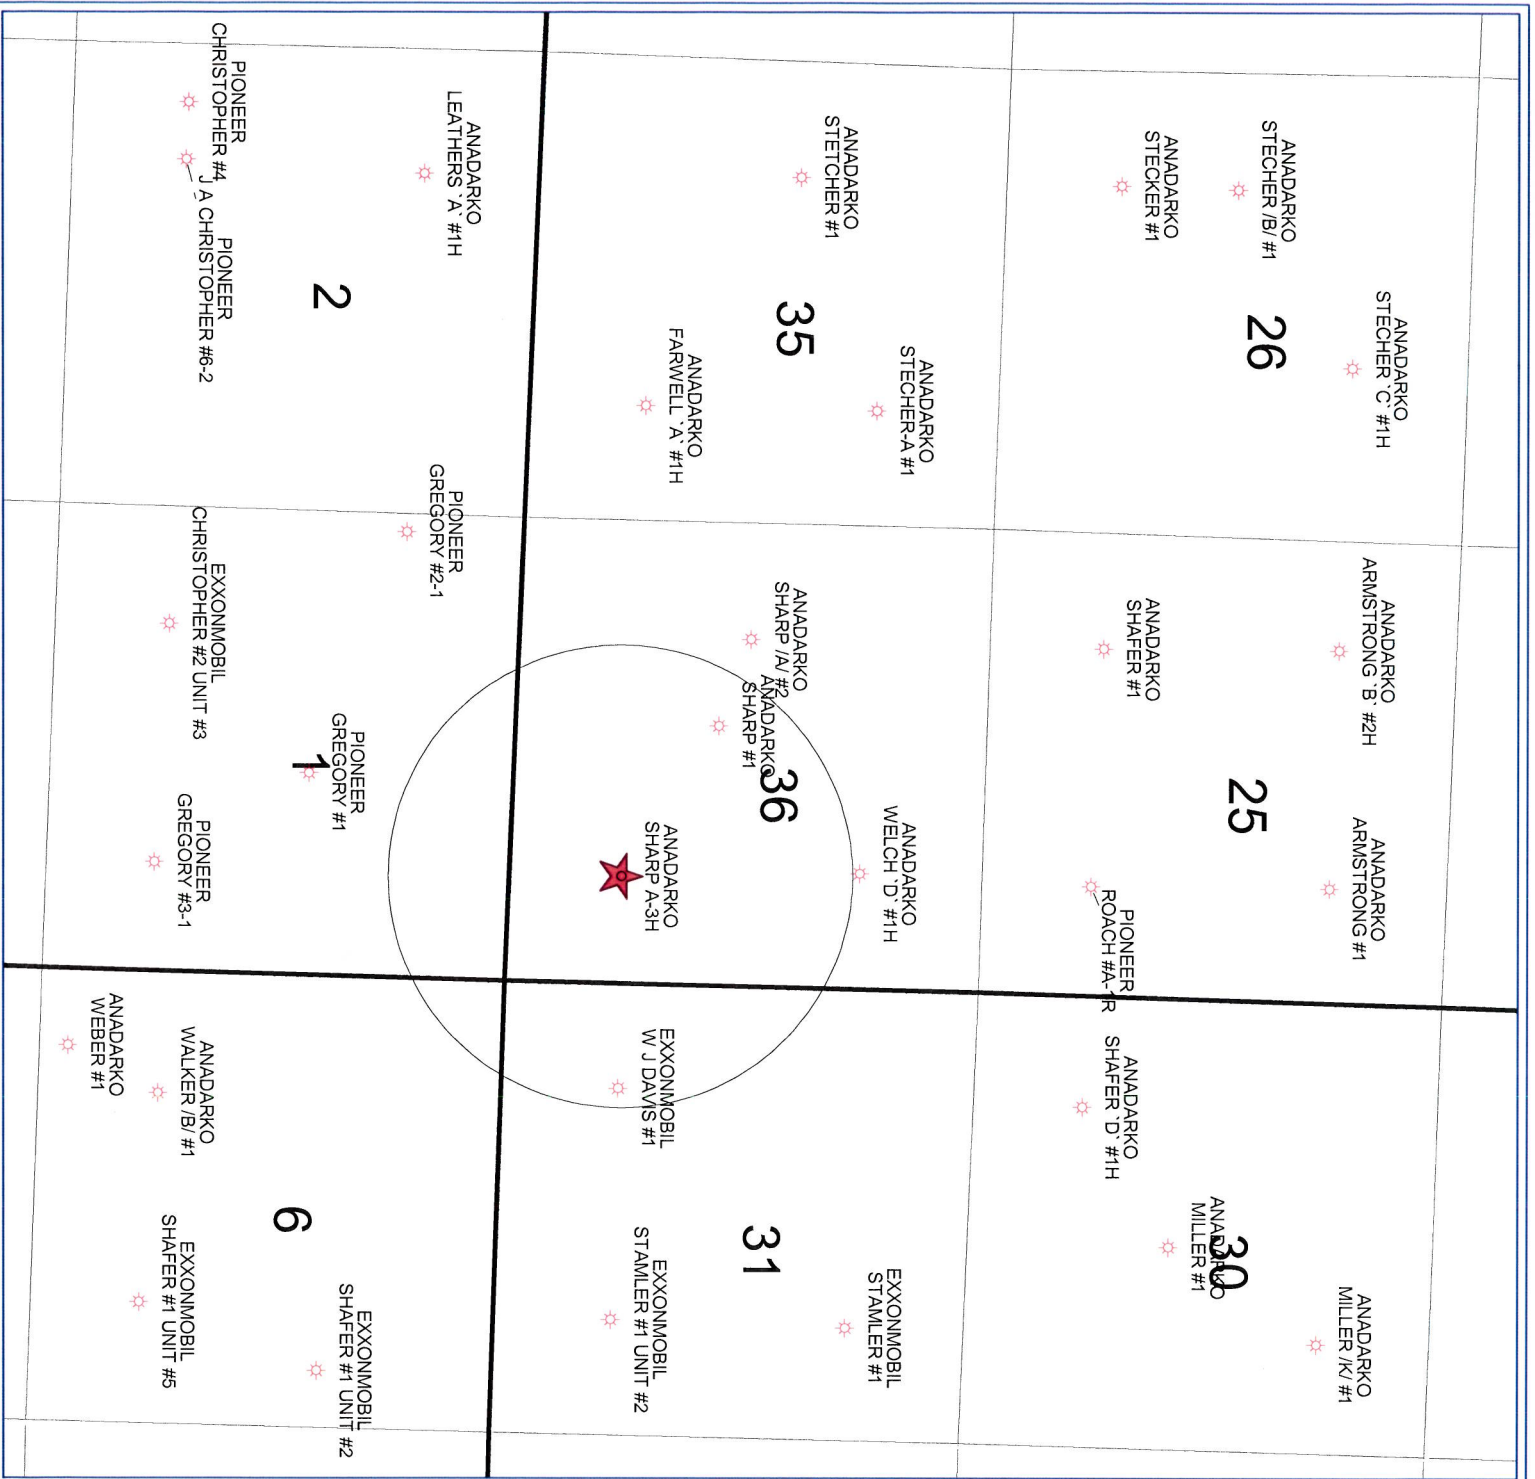 ANADARKO
STECHER `C` #1H
ANADARKO
STECHER /B/ #1
26
ANADARKO
STECKER #1
ANADARKO
ARMSTRONG `B` #2H
ANADARKO
ARMSTRONG #1
25
ANADARKO
SHAFER #1
PIONEER
ROACH #A-1R
ANADARKO
MILLER /K/ #1
30
ANADARKO
MILLER #1
ANADARKO
SHAFER `D` #1H
ANADARKO
STECHER-A #1
ANADARKO
STETCHER #1
35
ANADARKO
FARWELL `A` #1H
ANADARKO
WELCH `D` #1H
ANADARKO
SHARP /A/ #2
36
ANADARKO
SHARP #1
ANADARKO
SHARP A-3H
EXXONMOBIL
STAMLER #1
31
EXXONMOBIL
W J DAVIS #1
EXXONMOBIL
STAMLER #1 UNIT #2
ANADARKO
LEATHERS `A` #1H
2
PIONEER
CHRISTOPHER #4
PIONEER
J A CHRISTOPHER #6-2
PIONEER
GREGORY #2-1
PIONEER
GREGORY #1
1
EXXONMOBIL
CHRISTOPHER #2 UNIT #3
PIONEER
GREGORY #3-1
EXXONMOBIL
SHAFER #1 UNIT #2
6
ANADARKO
WALKER /B/ #1
EXXONMOBIL
SHAFER #1 UNIT #5
ANADARKO
WEBER #1